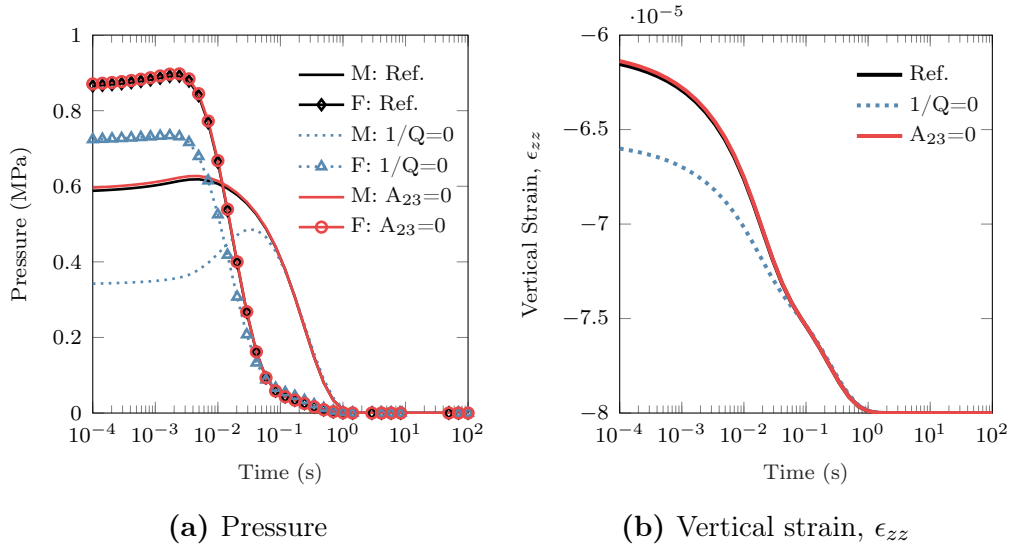 ·10⁻⁵
1
0.8
0.6
0.4
0.2
0
Pressure (MPa)
M: Ref.
F: Ref.
M: 1/Q=0
F: 1/Q=0
M: A₂₃=0
F: A₂₃=0
10⁻⁴ 10⁻³ 10⁻² 10⁻¹ 10⁰ 10¹ 10²
Time (s)
(a) Pressure
−6
−6.5
−7
−7.5
−8
Vertical Strain, ϵ_zz
Ref.
1/Q=0
A₂₃=0
10⁻⁴ 10⁻³ 10⁻² 10⁻¹ 10⁰ 10¹ 10²
Time (s)
(b) Vertical strain, ϵ_zz